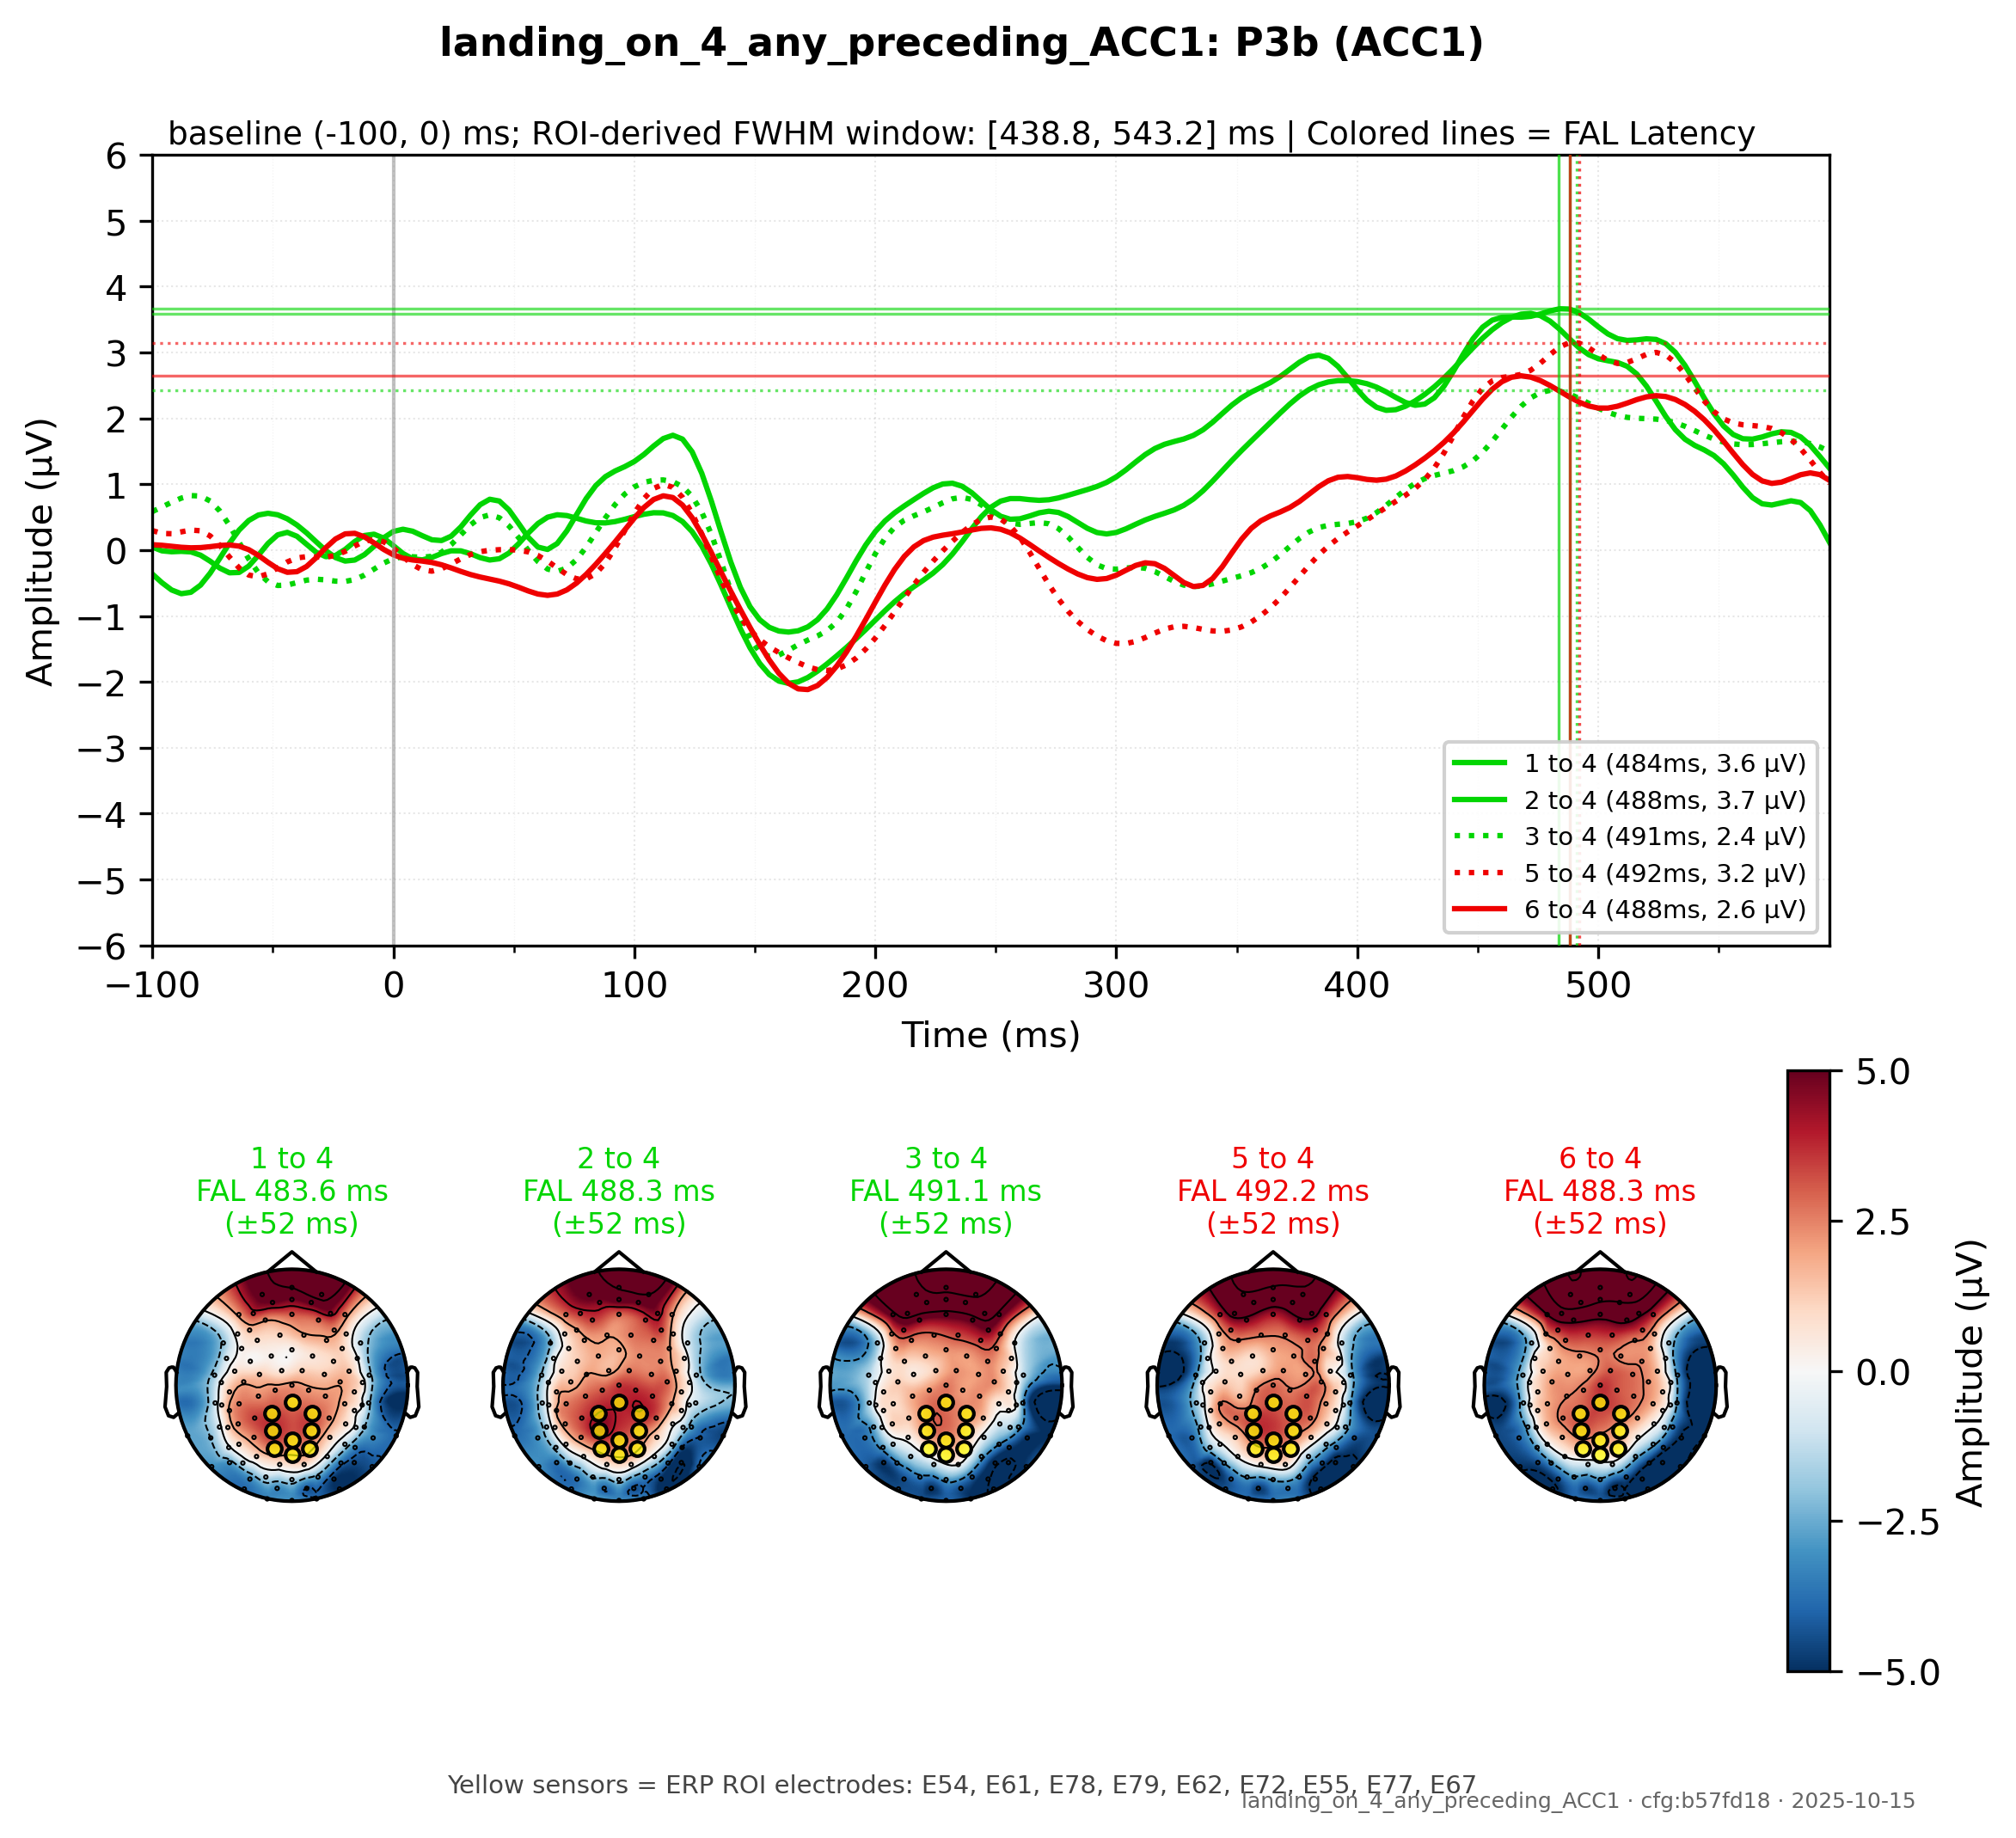 landing_on_4_any_preceding_ACC1: P3b (ACC1)
baseline (-100, 0) ms; ROI-derived FWHM window: [438.8, 543.2] ms | Colored lines = FAL Latency
6
5
4
3
2
1
0
−1
−2
−3
−4
−5
−6
Amplitude (µV)
1 to 4 (484ms, 3.6 µV)
2 to 4 (488ms, 3.7 µV)
3 to 4 (491ms, 2.4 µV)
5 to 4 (492ms, 3.2 µV)
6 to 4 (488ms, 2.6 µV)
−100 0 100 200 300 400 500
Time (ms)
1 to 4
FAL 483.6 ms
(±52 ms)
2 to 4
FAL 488.3 ms
(±52 ms)
3 to 4
FAL 491.1 ms
(±52 ms)
5 to 4
FAL 492.2 ms
(±52 ms)
6 to 4
FAL 488.3 ms
(±52 ms)
5.0
2.5
0.0
−2.5
−5.0
Amplitude (µV)
Yellow sensors = ERP ROI electrodes: E54, E61, E78, E79, E62, E72, E55, E77, E67
landing_on_4_any_preceding_ACC1 · cfg:b57fd18 · 2025-10-15